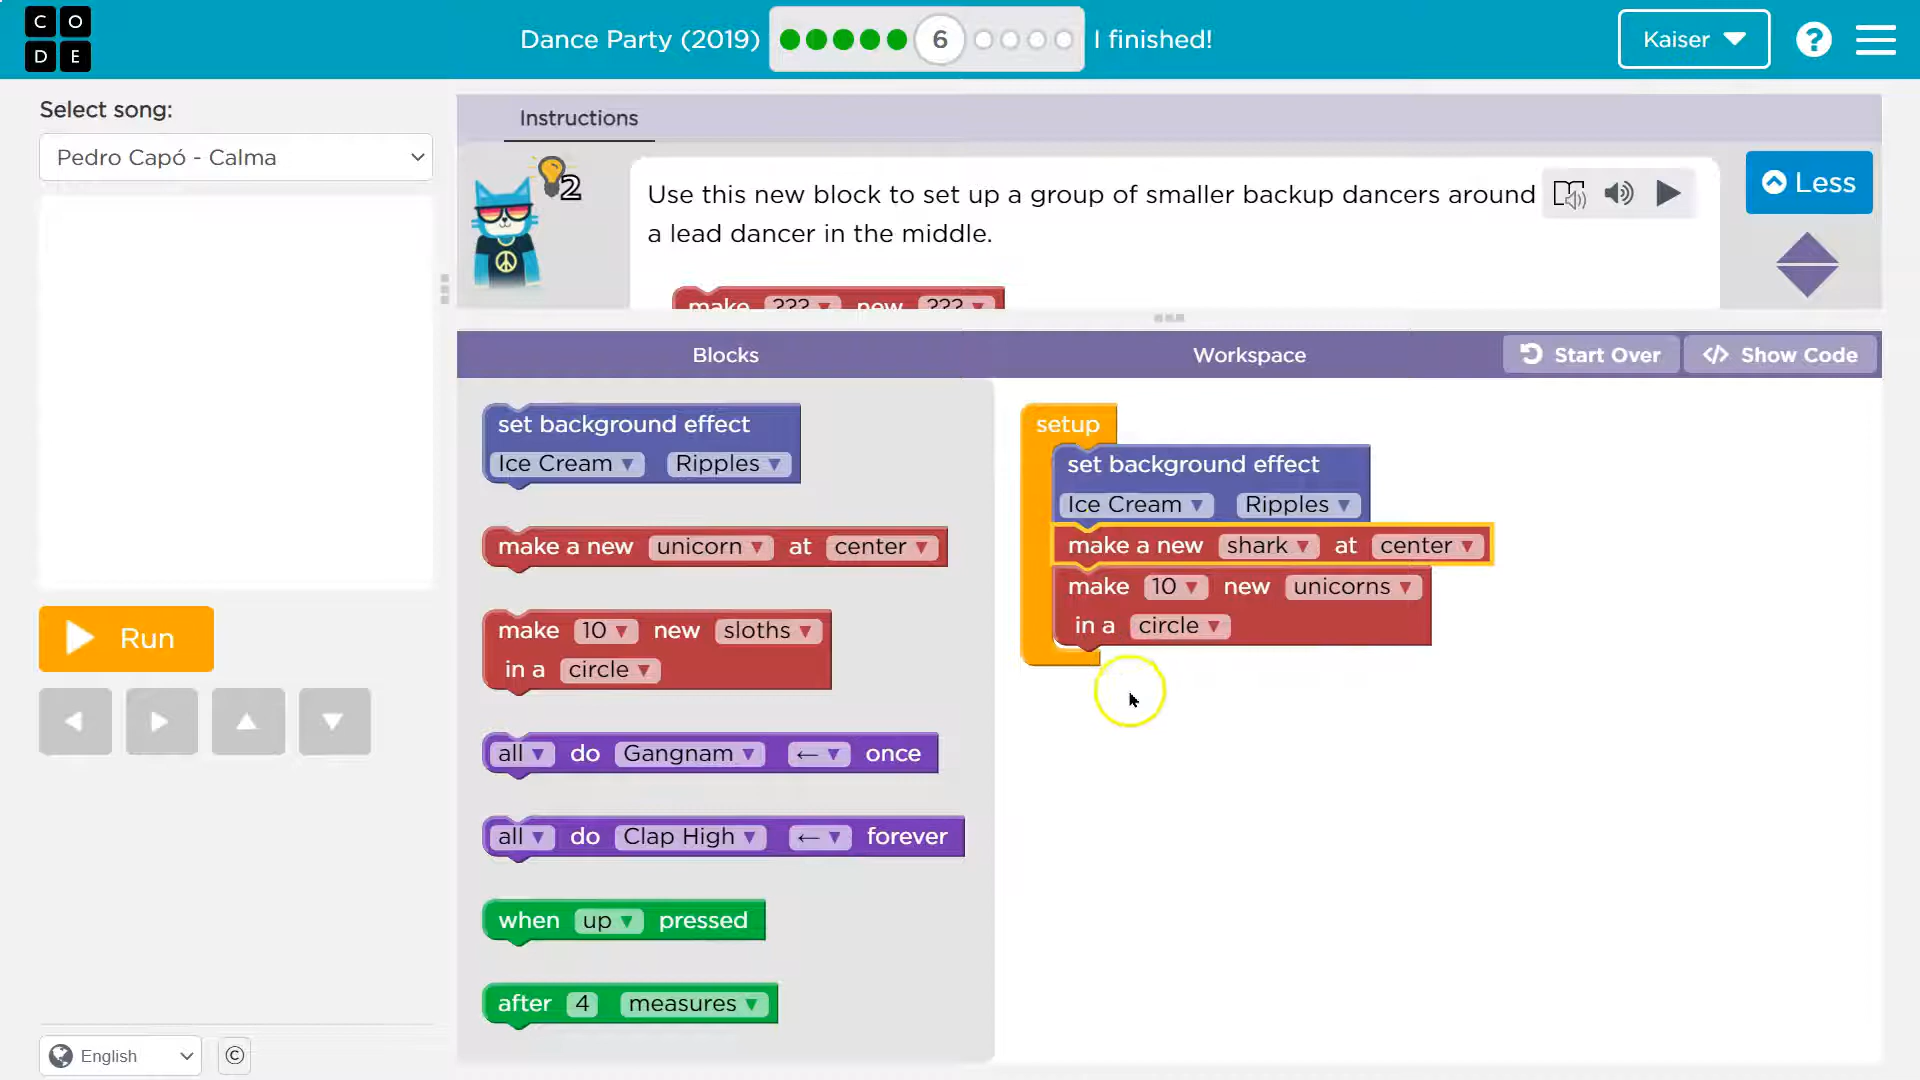 C O
D E
Dance Party (2019)
6
I finished!
Kaiser
?
Select song:
Pedro Capó - Calma
Instructions
2
Use this new block to set up a group of smaller backup dancers around
a lead dancer in the middle.
Less
make ??? new ???
Blocks
Workspace
Start Over
Show Code
set background effect
Ice Cream Ripples
make a new unicorn at center
make 10 new sloths
in a circle
all do Gangnam ← once
all do Clap High ← forever
when up pressed
after 4 measures
setup
set background effect
Ice Cream Ripples
make a new shark at center
make 10 new unicorns
in a circle
Run
English
©